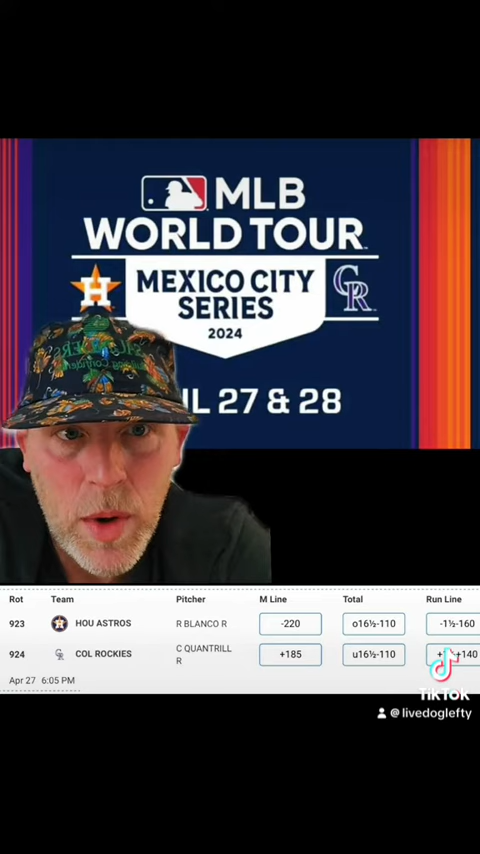 MLB
WORLD TOUR
MEXICO CITY
SERIES
2024
27 & 28
Rot Team Pitcher M Line Total Run Line
923 HOU ASTROS R BLANCO R -220 o16½-110 -1½-160
924 COL ROCKIES C QUANTRILL R +185 u16½-110 +140
Apr 27 6:05 PM
TikTok
@livedoglefty